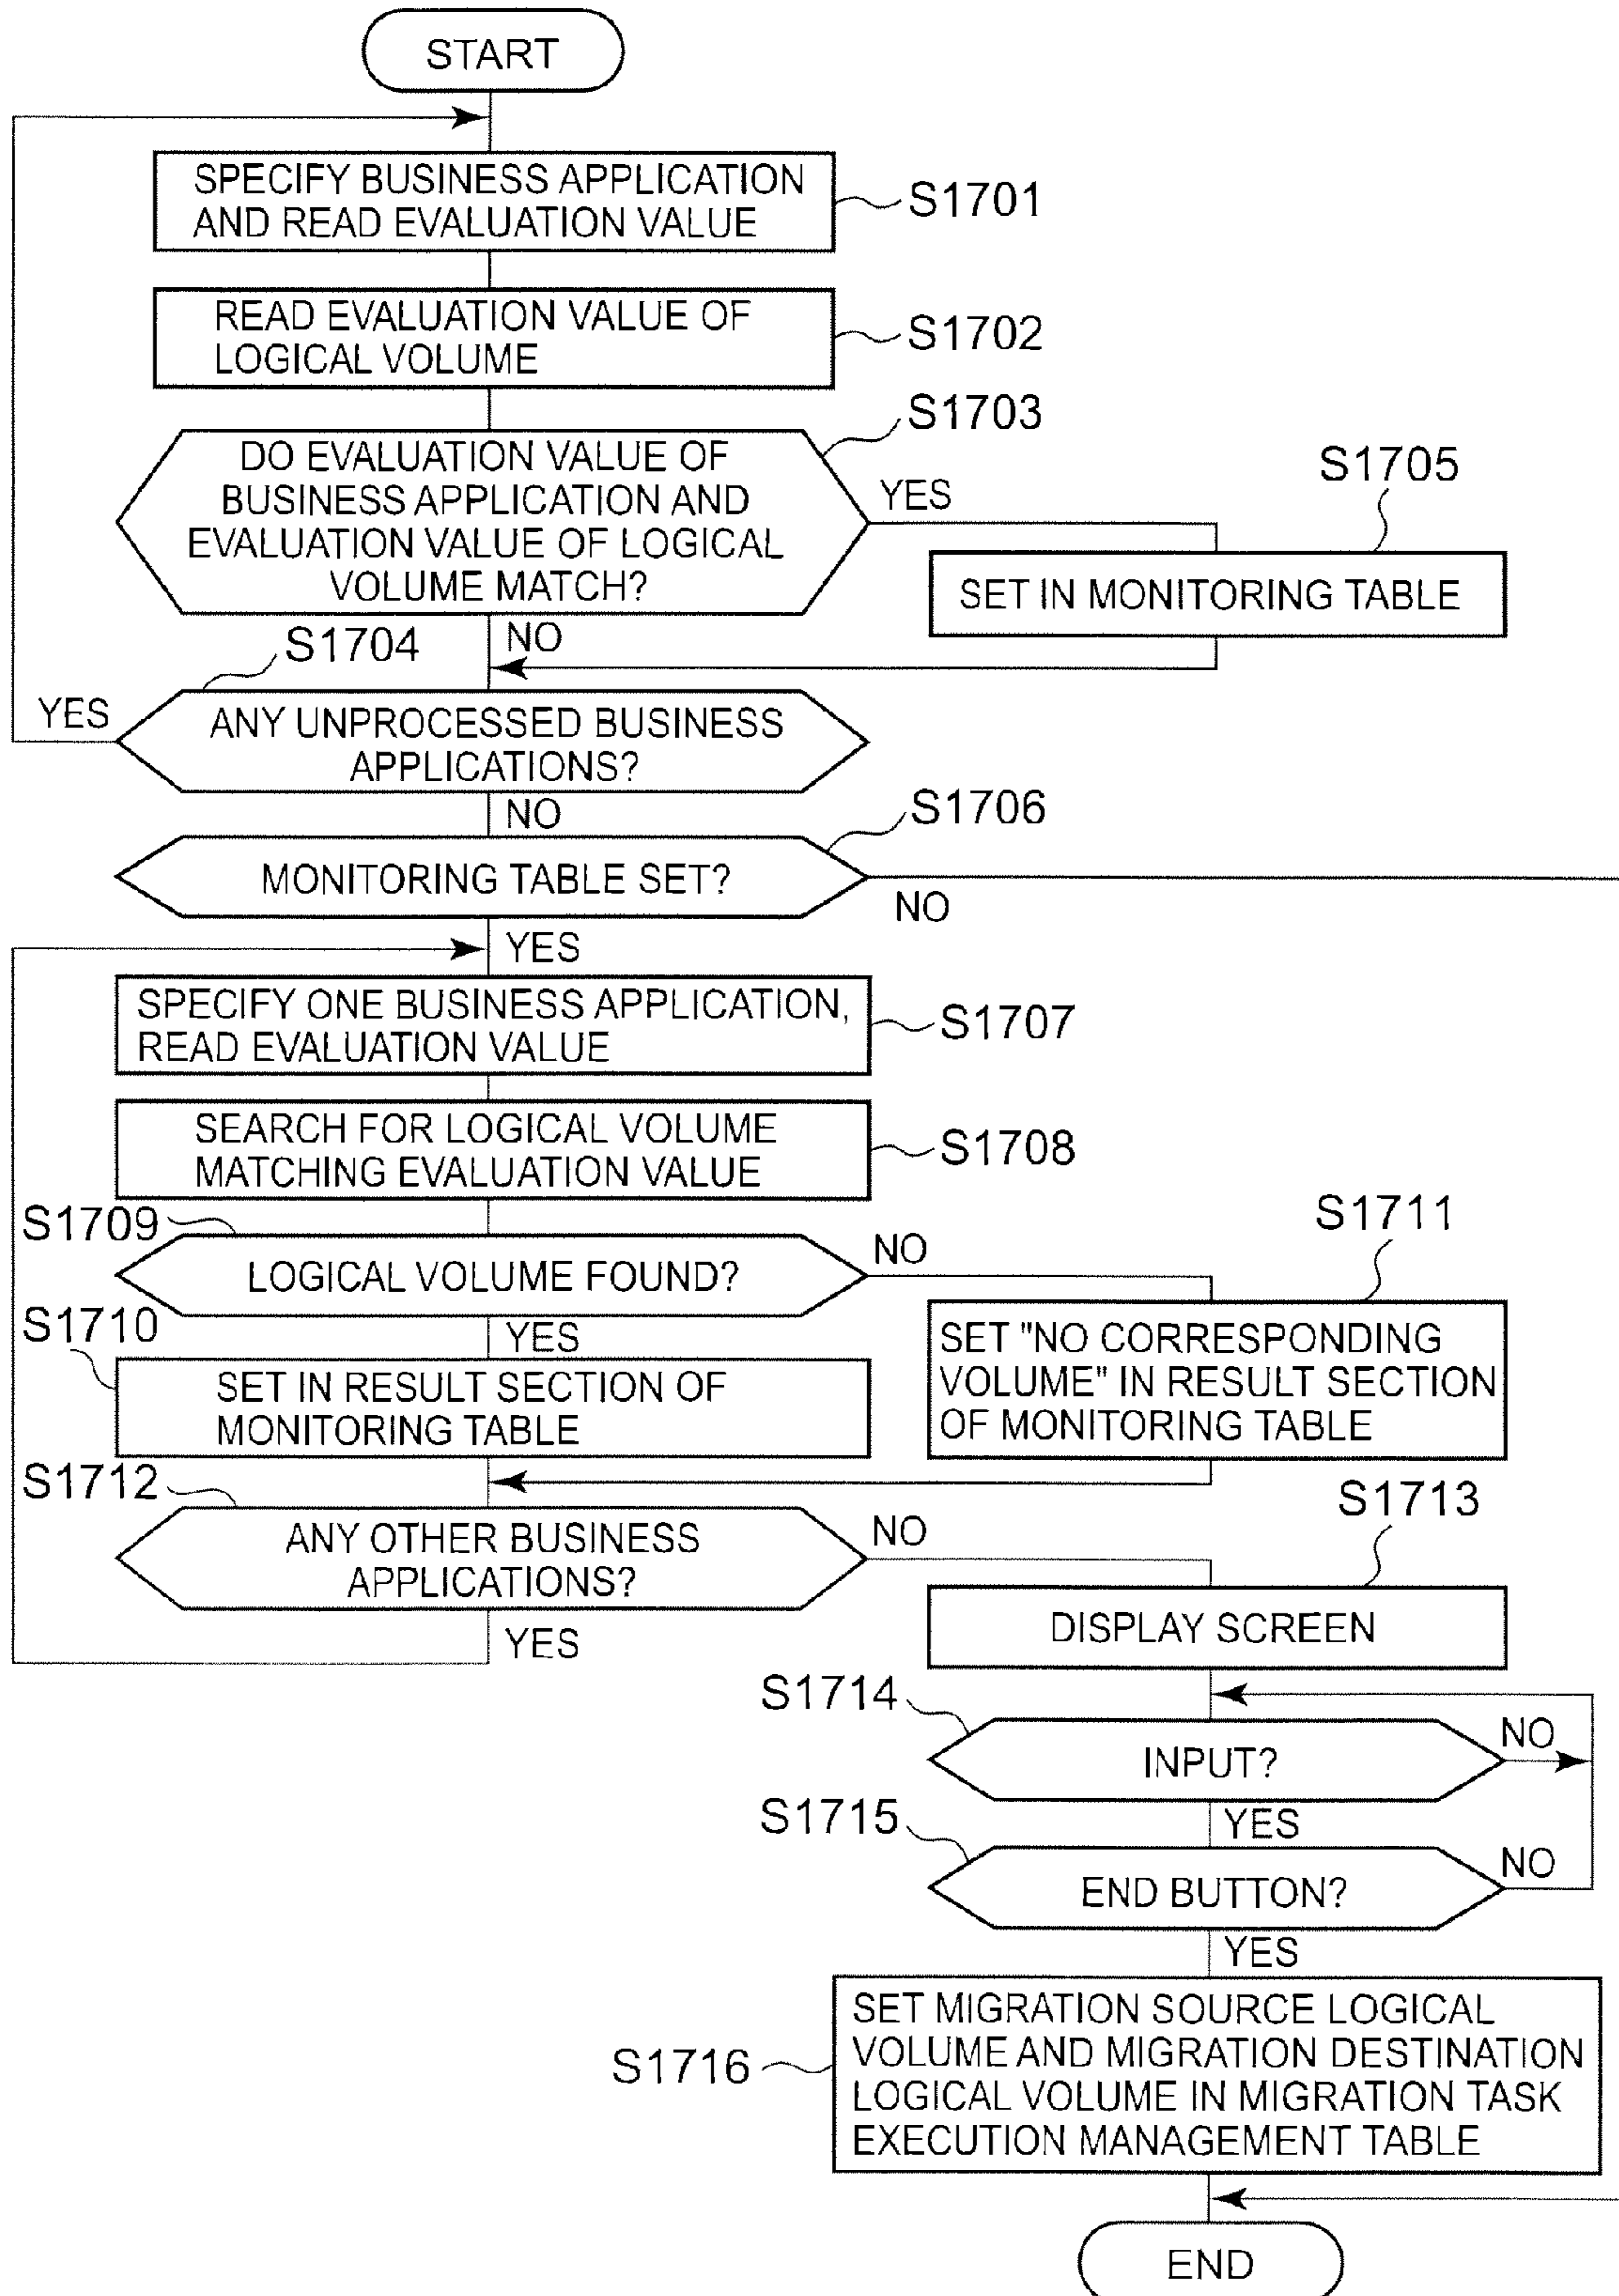 START
SPECIFY BUSINESS APPLICATION
AND READ EVALUATION VALUE
S1701
READ EVALUATION VALUE OF
LOGICAL VOLUME
S1702
S1703
DO EVALUATION VALUE OF
BUSINESS APPLICATION AND
EVALUATION VALUE OF LOGICAL
VOLUME MATCH?
YES
S1705
SET IN MONITORING TABLE
NO
S1704
YES
ANY UNPROCESSED BUSINESS
APPLICATIONS?
NO
S1706
MONITORING TABLE SET?
NO
YES
SPECIFY ONE BUSINESS APPLICATION,
READ EVALUATION VALUE
S1707
SEARCH FOR LOGICAL VOLUME
MATCHING EVALUATION VALUE
S1708
S1709
LOGICAL VOLUME FOUND?
NO
S1711
S1710
YES
SET IN RESULT SECTION OF
MONITORING TABLE
SET "NO CORRESPONDING
VOLUME" IN RESULT SECTION
OF MONITORING TABLE
S1712
ANY OTHER BUSINESS
APPLICATIONS?
NO
YES
S1713
DISPLAY SCREEN
S1714
INPUT?
NO
YES
S1715
END BUTTON?
NO
YES
S1716
SET MIGRATION SOURCE LOGICAL
VOLUME AND MIGRATION DESTINATION
LOGICAL VOLUME IN MIGRATION TASK
EXECUTION MANAGEMENT TABLE
END